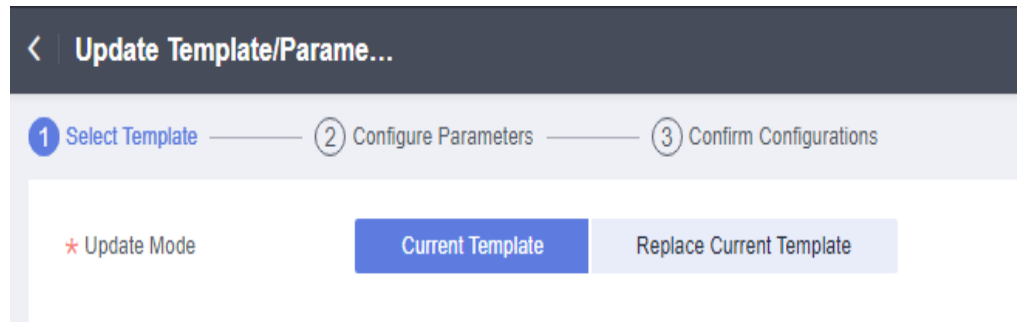 Update Template/Parame...
1 Select Template 2 Configure Parameters 3 Confirm Configurations
* Update Mode Current Template Replace Current Template